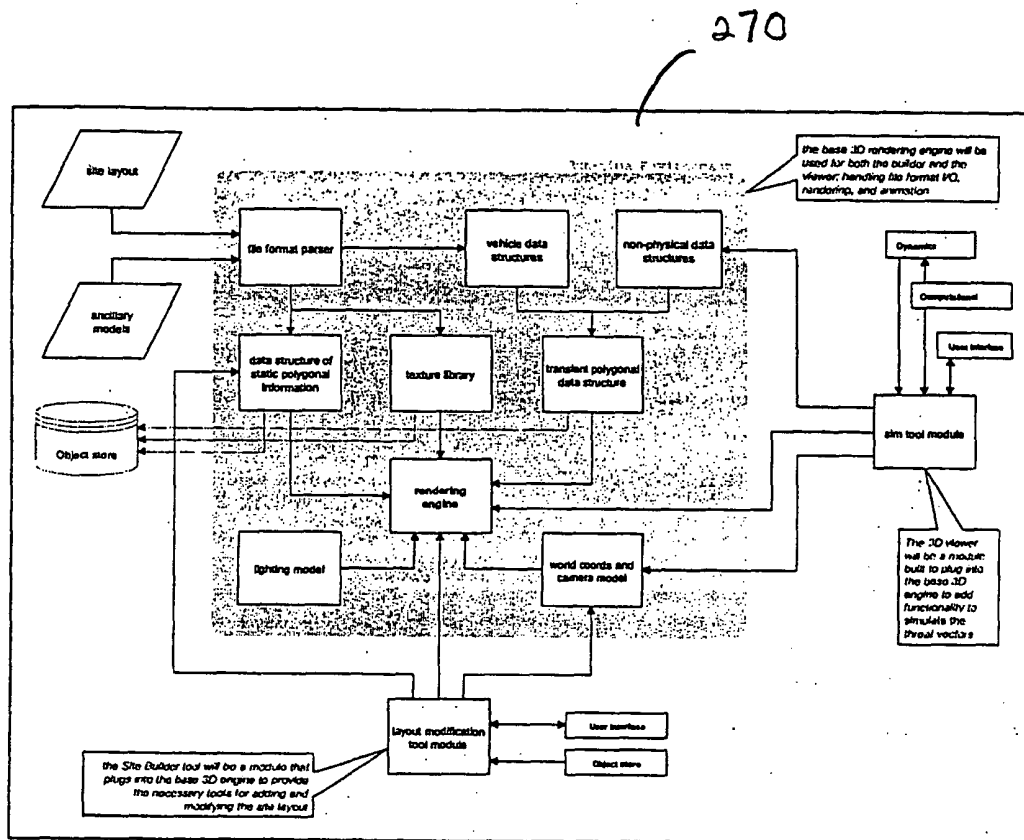 270
site layout
the base 3D rendering engine will be
used for both the builder and the
viewer; handling file format I/O,
rendering, and animation
file format parser
vehicle data
structures
non-physical data
structures
Dynamics
Computational
User Interface
ancillary
models
data structure of
static polygonal
information
texture library
transient polygonal
data structure
sim tool module
Object store
rendering
engine
lighting model
world coords and
camera model
The 3D viewer
will be a module
built to plug into
the base 3D
engine to add
functionality to
simulate the
threat vectors
layout modification
tool module
User Interface
Object store
the Site Builder tool will be a module that
plugs into the base 3D engine to provide
the necessary tools for adding and
modifying the site layout